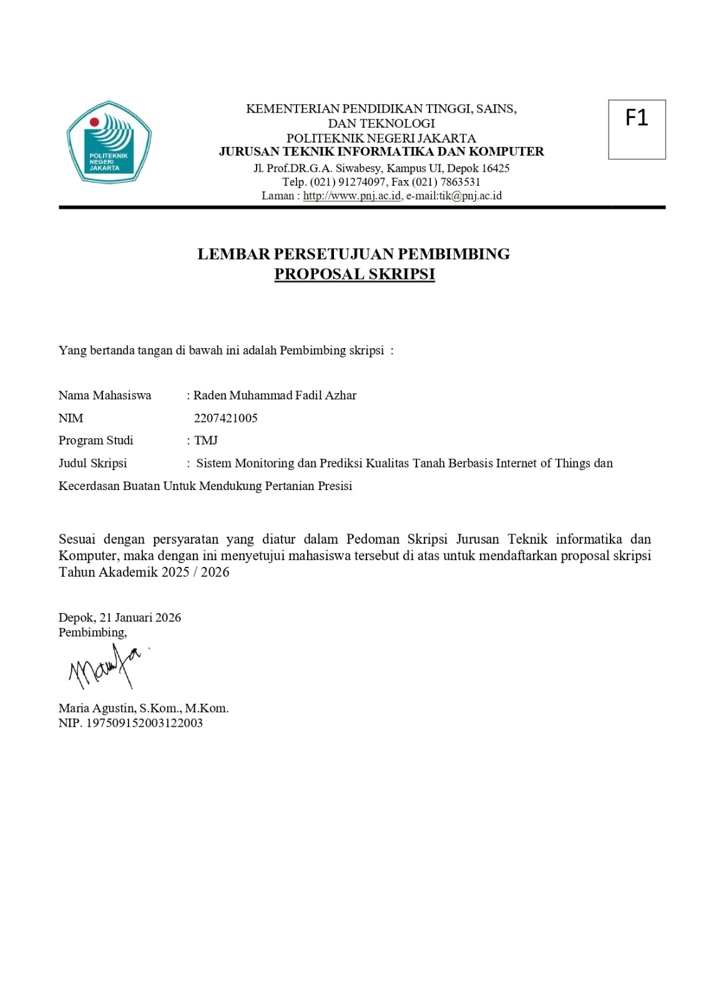 POLITEKNIK
NEGERI
JAKARTA
KEMENTERIAN PENDIDIKAN TINGGI, SAINS,
DAN TEKNOLOGI
POLITEKNIK NEGERI JAKARTA
JURUSAN TEKNIK INFORMATIKA DAN KOMPUTER
Jl. Prof.DR.G.A. Siwabesy, Kampus UI, Depok 16425
Telp. (021) 91274097, Fax (021) 7863531
Laman : http://www.pnj.ac.id, e-mail:tik@pnj.ac.id
F1
LEMBAR PERSETUJUAN PEMBIMBING
PROPOSAL SKRIPSI
Yang bertanda tangan di bawah ini adalah Pembimbing skripsi :
Nama Mahasiswa : Raden Muhammad Fadil Azhar
NIM 2207421005
Program Studi : TMJ
Judul Skripsi : Sistem Monitoring dan Prediksi Kualitas Tanah Berbasis Internet of Things dan
Kecerdasan Buatan Untuk Mendukung Pertanian Presisi
Sesuai dengan persyaratan yang diatur dalam Pedoman Skripsi Jurusan Teknik informatika dan
Komputer, maka dengan ini menyetujui mahasiswa tersebut di atas untuk mendaftarkan proposal skripsi
Tahun Akademik 2025 / 2026
Depok, 21 Januari 2026
Pembimbing,
Maria Agustin, S.Kom., M.Kom.
NIP. 197509152003122003